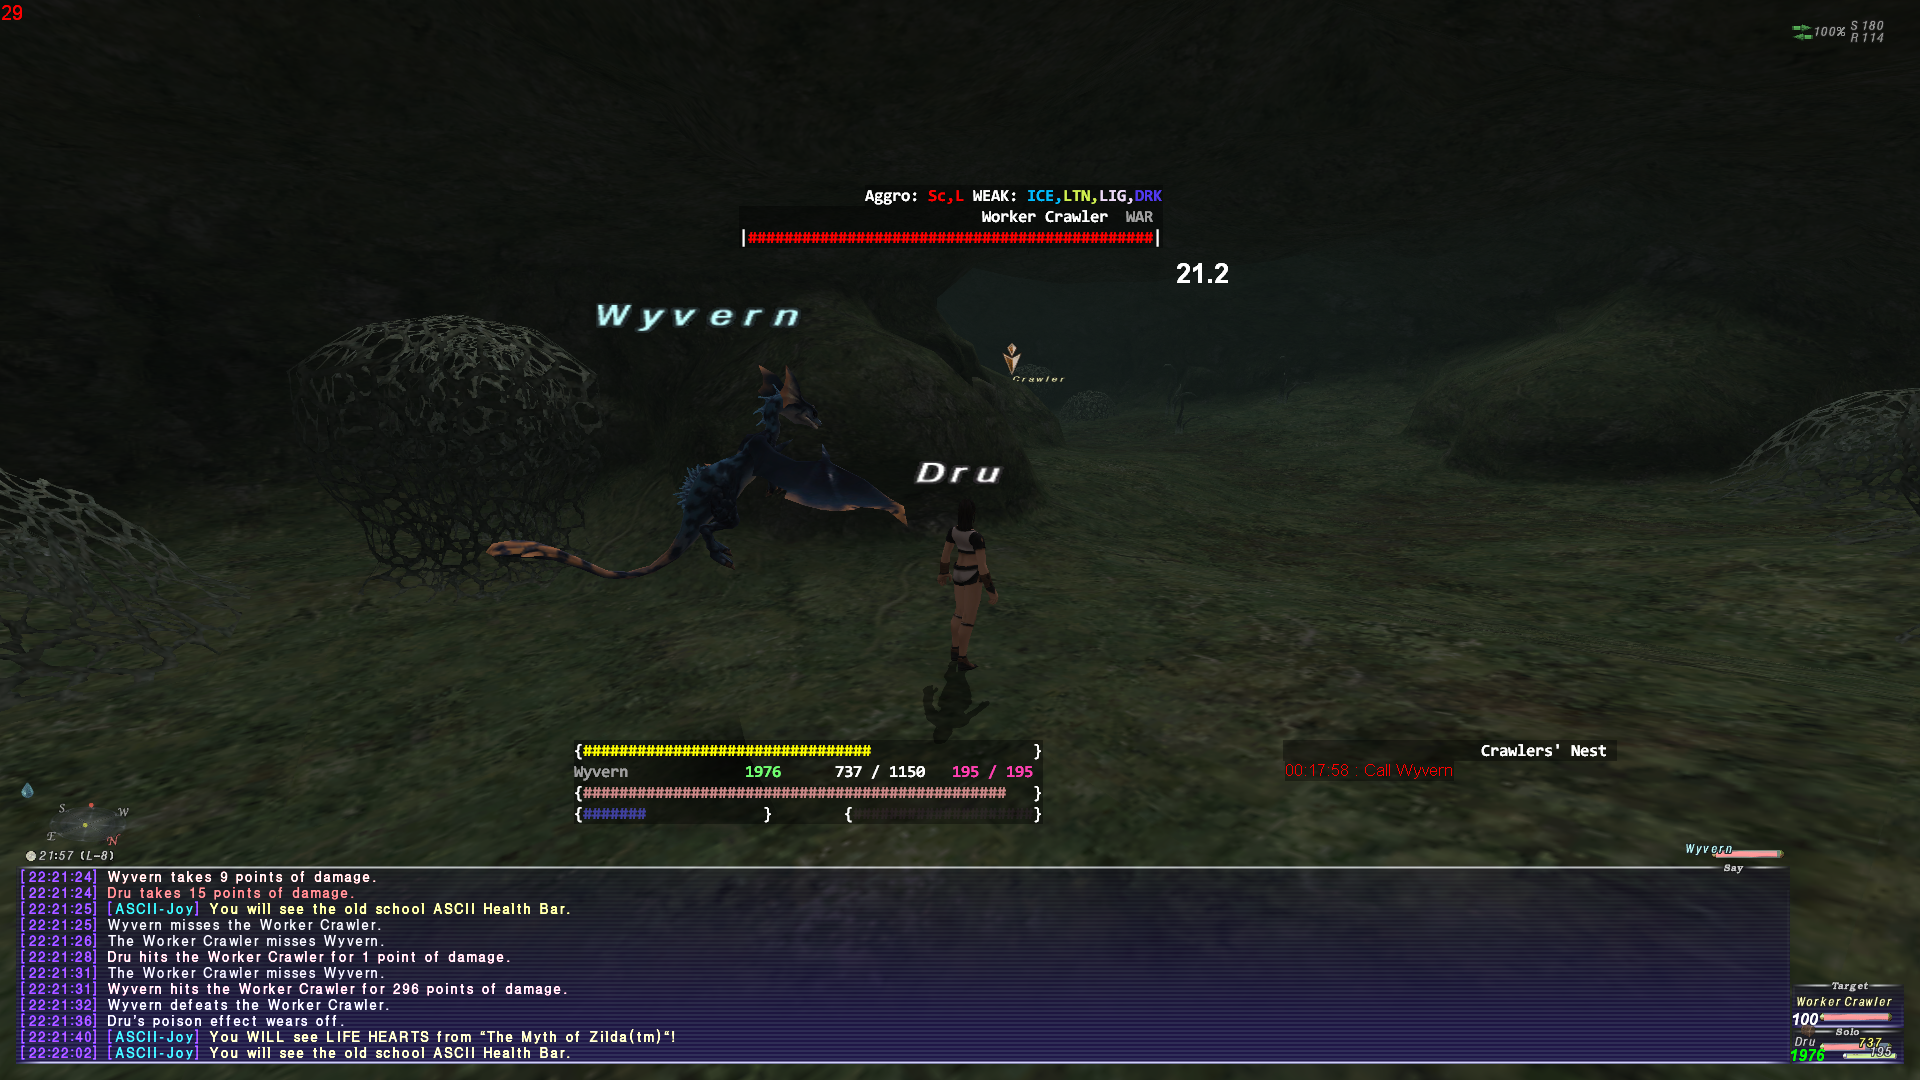 29
100% S 180
R 114
Aggro: Sc,L WEAK: ICE,LTN,LIG,DRK
Worker Crawler WAR
|#############################################|
21.2
Wyvern
Crawler
Dru
{################################ }
Wyvern 1976 737 / 1150 195 / 195
{############################################### }
{####### } { }
Crawlers' Nest
00:17:58 : Call Wyvern
S W
E N
21:57 (L-8)
Wyvern
Say
[22:21:24] Wyvern takes 9 points of damage.
[22:21:24] Dru takes 15 points of damage.
[22:21:25] [ASCII-Joy] You will see the old school ASCII Health Bar.
[22:21:25] Wyvern misses the Worker Crawler.
[22:21:26] The Worker Crawler misses Wyvern.
[22:21:28] Dru hits the Worker Crawler for 1 point of damage.
[22:21:31] The Worker Crawler misses Wyvern.
[22:21:31] Wyvern hits the Worker Crawler for 296 points of damage.
[22:21:32] Wyvern defeats the Worker Crawler.
[22:21:36] Dru's poison effect wears off.
[22:21:40] [ASCII-Joy] You WILL see LIFE HEARTS from “The Myth of Zilda(tm)“!
[22:22:02] [ASCII-Joy] You will see the old school ASCII Health Bar.
Target
Worker Crawler
100
Solo
Dru 737
1976 195